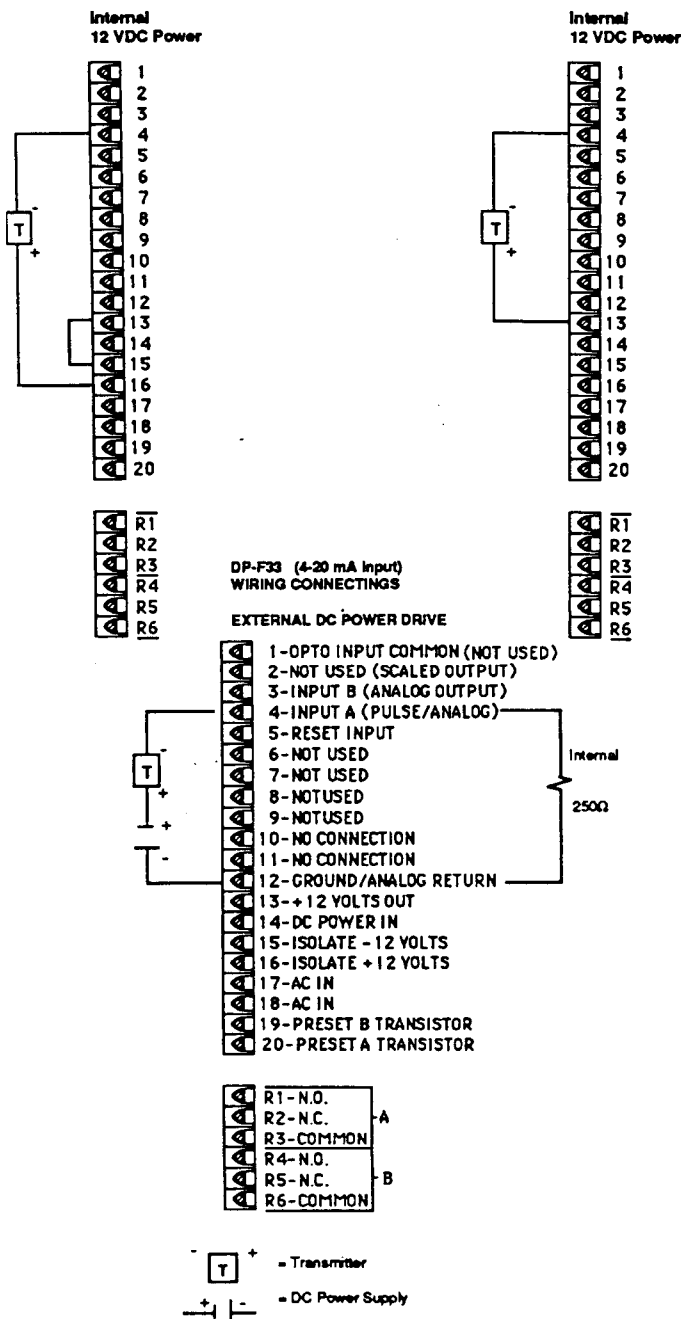 Internal
12 VDC Power
1
2
3
4
5
6
7
8
9
10
11
12
13
14
15
16
17
18
19
20
T
-
+
R1
R2
R3
R4
R5
R6
Internal
12 VDC Power
1
2
3
4
5
6
7
8
9
10
11
12
13
14
15
16
17
18
19
20
T
-
+
R1
R2
R3
R4
R5
R6
DP-F33 (4-20 mA Input)
WIRING CONNECTINGS
EXTERNAL DC POWER DRIVE
1-OPTO INPUT COMMON (NOT USED)
2-NOT USED (SCALED OUTPUT)
3-INPUT B (ANALOG OUTPUT)
4-INPUT A (PULSE/ANALOG)
5-RESET INPUT
6-NOT USED
7-NOT USED
8-NOTUSED
9-NOTUSED
10-NO CONNECTION
11-NO CONNECTION
12-GROUND/ANALOG RETURN
13-+12 VOLTS OUT
14-DC POWER IN
15-ISOLATE -12 VOLTS
16-ISOLATE +12 VOLTS
17-AC IN
18-AC IN
19-PRESET B TRANSISTOR
20-PRESET A TRANSISTOR
-
T
+
+
-
Internal
250Ω
R1-N.O.
R2-N.C.
R3-COMMON
A
R4-N.O.
R5-N.C.
R6-COMMON
B
- T + = Transmitter
+ - = DC Power Supply